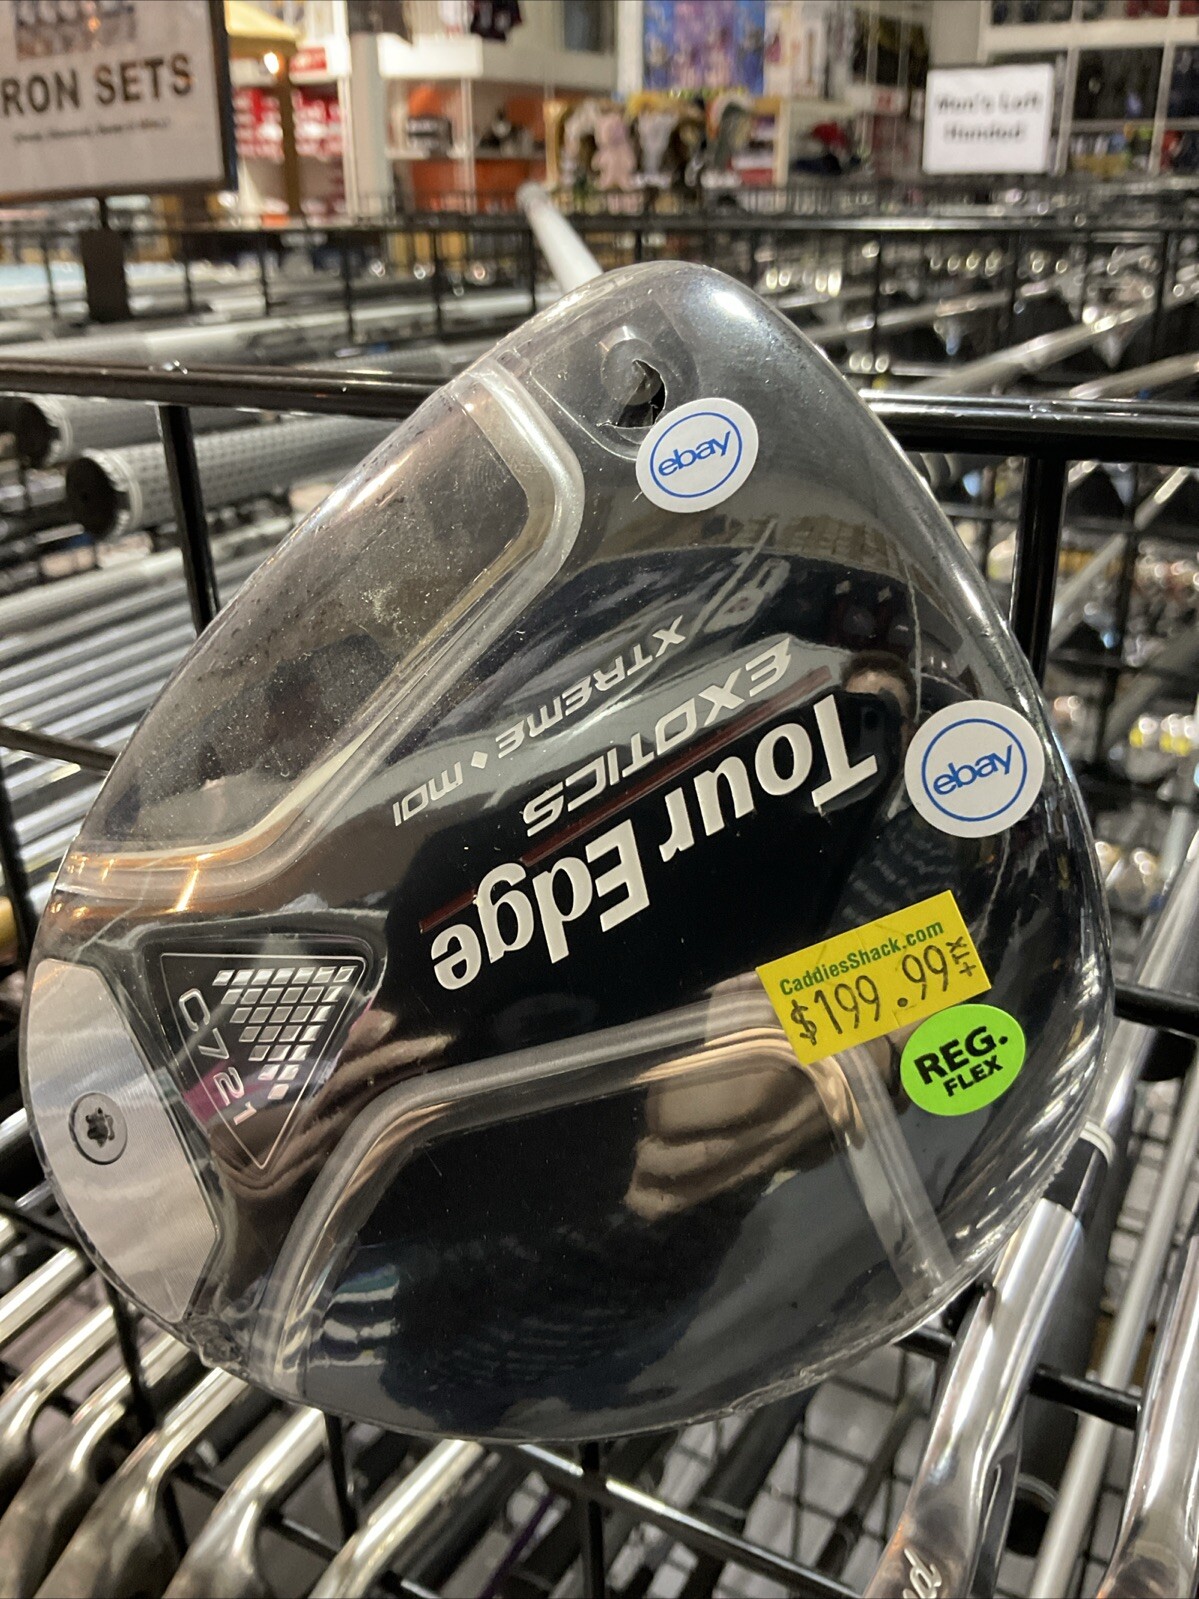 RON SETS
Men's Left
Handed
ebay
ebay
Tour Edge
EXOTICS
XTREME • MOI
C721
CaddiesShack.com
$199.99
+TX
REG.
FLEX